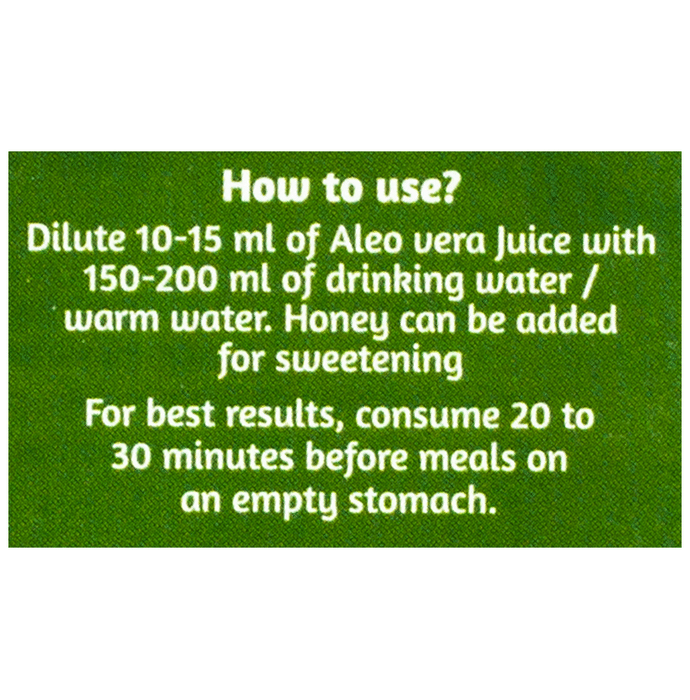 How to use?
Dilute 10-15 ml of Aleo vera Juice with
150-200 ml of drinking water /
warm water. Honey can be added
for sweetening
For best results, consume 20 to
30 minutes before meals on
an empty stomach.